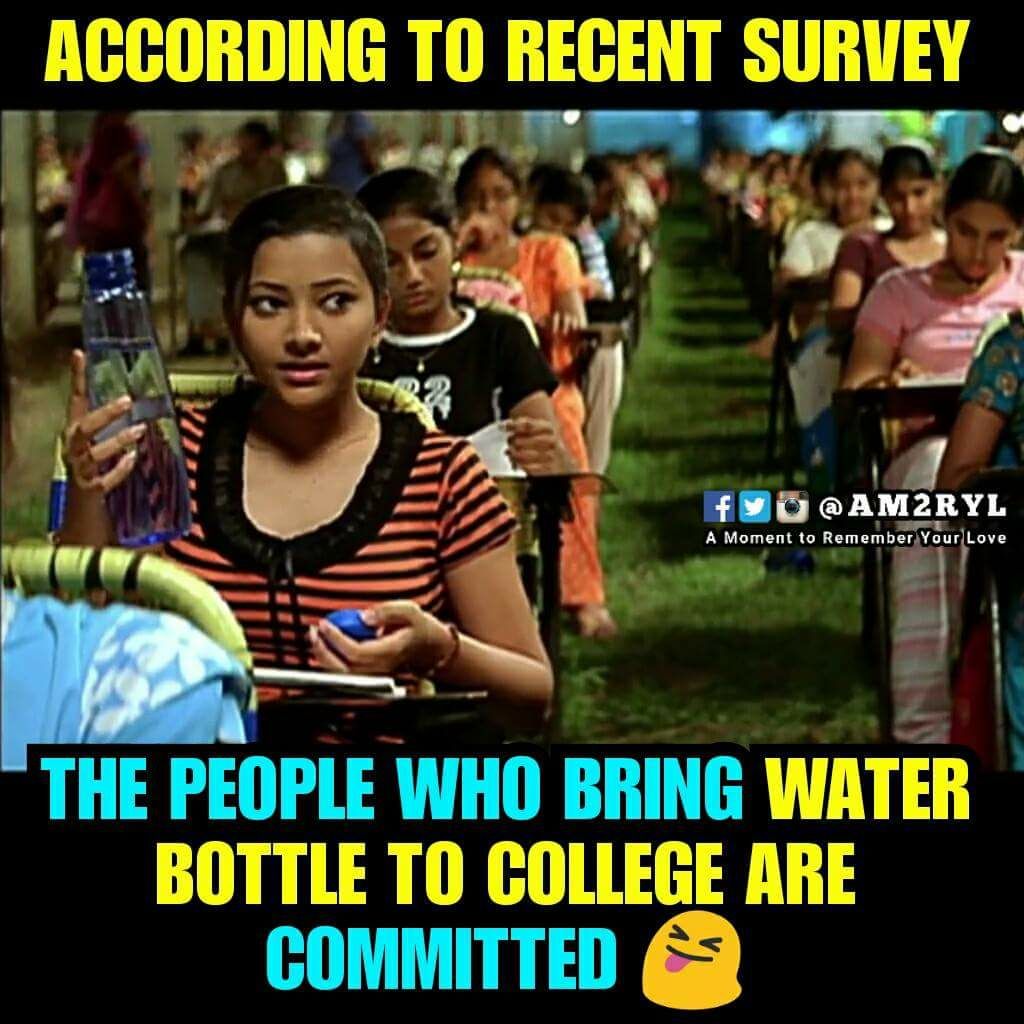 ACCORDING TO RECENT SURVEY
22
@AM2RYL
A Moment to Remember Your Love
THE PEOPLE WHO BRING WATER
BOTTLE TO COLLEGE ARE
COMMITTED 😝